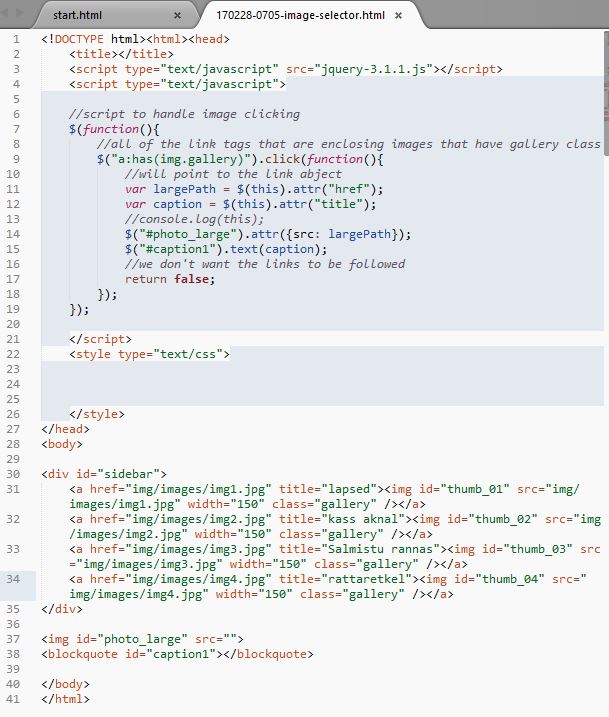 start.html × 170228-0705-image-selector.html ×
1 <!DOCTYPE html><html><head>
2 <title></title>
3 <script type="text/javascript" src="jquery-3.1.1.js"></script>
4 <script type="text/javascript">
5
6 //script to handle image clicking
7 $(function(){
8 //all of the link tags that are enclosing images that have gallery class
9 $("a:has(img.gallery)").click(function(){
10 //will point to the link abject
11 var largePath = $(this).attr("href");
12 var caption = $(this).attr("title");
13 //console.log(this);
14 $("#photo_large").attr({src: largePath});
15 $("#caption1").text(caption);
16 //we don't want the links to be followed
17 return false;
18 });
19 });
20
21 </script>
22 <style type="text/css">
23
24
25
26 </style>
27 </head>
28 <body>
29
30 <div id="sidebar">
31 <a href="img/images/img1.jpg" title="lapsed"><img id="thumb_01" src="img/
images/img1.jpg" width="150" class="gallery" /></a>
32 <a href="img/images/img2.jpg" title="kass aknal"><img id="thumb_02" src="img
/images/img2.jpg" width="150" class="gallery" /></a>
33 <a href="img/images/img3.jpg" title="Salmistu rannas"><img id="thumb_03" src
="img/images/img3.jpg" width="150" class="gallery" /></a>
34 <a href="img/images/img4.jpg" title="rattaretkel"><img id="thumb_04" src="
img/images/img4.jpg" width="150" class="gallery" /></a>
35 </div>
36
37 <img id="photo_large" src="">
38 <blockquote id="caption1"></blockquote>
39
40 </body>
41 </html>